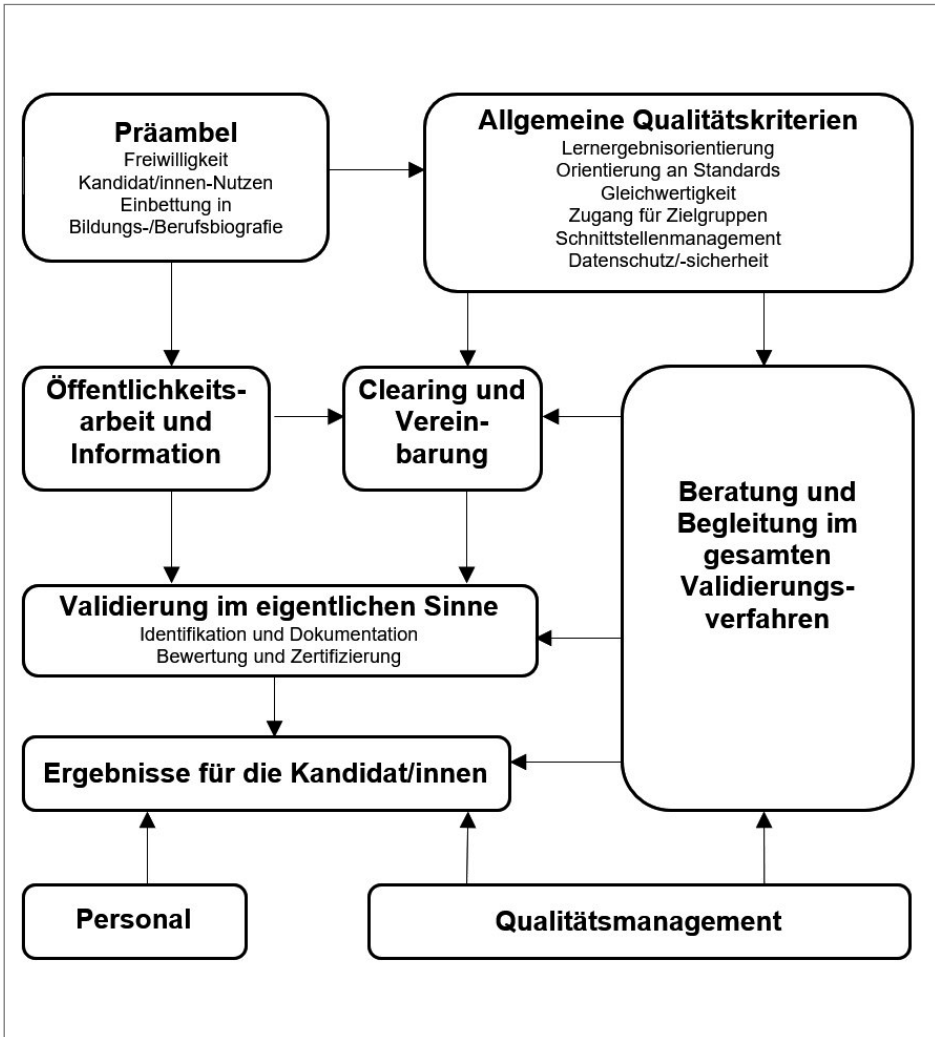 Präambel
Freiwilligkeit
Kandidat/innen-Nutzen
Einbettung in
Bildungs-/Berufsbiografie
Allgemeine Qualitätskriterien
Lernergebnisorientierung
Orientierung an Standards
Gleichwertigkeit
Zugang für Zielgruppen
Schnittstellenmanagement
Datenschutz/-sicherheit
Öffentlichkeits-
arbeit und
Information
Clearing und
Verein-
barung
Beratung und
Begleitung im
gesamten
Validierungs-
verfahren
Validierung im eigentlichen Sinne
Identifikation und Dokumentation
Bewertung und Zertifizierung
Ergebnisse für die Kandidat/innen
Personal
Qualitätsmanagement